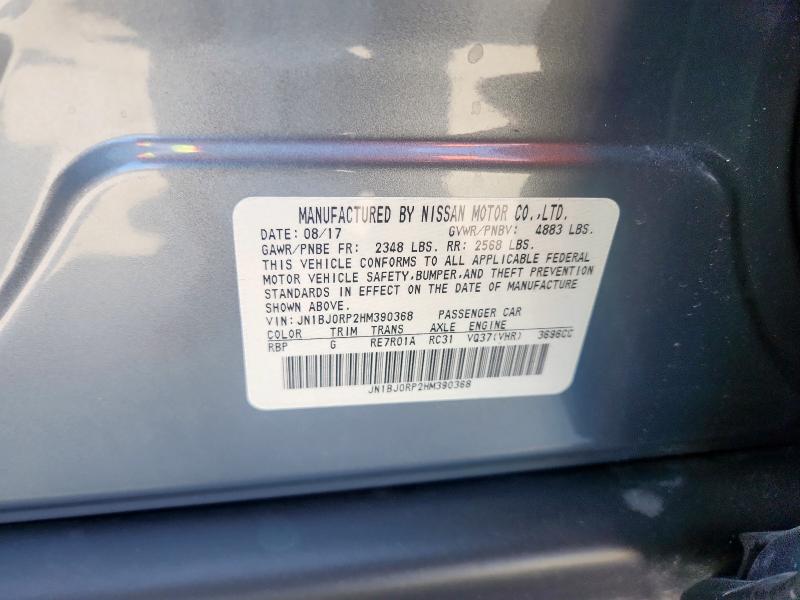 MANUFACTURED BY NISSAN MOTOR CO.,LTD.
DATE: 08/17 GVWR/PNBV: 4883 LBS.
GAWR/PNBE FR: 2348 LBS. RR: 2568 LBS.
THIS VEHICLE CONFORMS TO ALL APPLICABLE FEDERAL
MOTOR VEHICLE SAFETY,BUMPER,AND THEFT PREVENTION
STANDARDS IN EFFECT ON THE DATE OF MANUFACTURE
SHOWN ABOVE.
VIN:JN1BJ0RP2HM390368 PASSENGER CAR
COLOR TRIM TRANS AXLE ENGINE
RBP G RE7R01A RC31 VQ37(VHR) 3696CC
JN1BJ0RP2HM390368